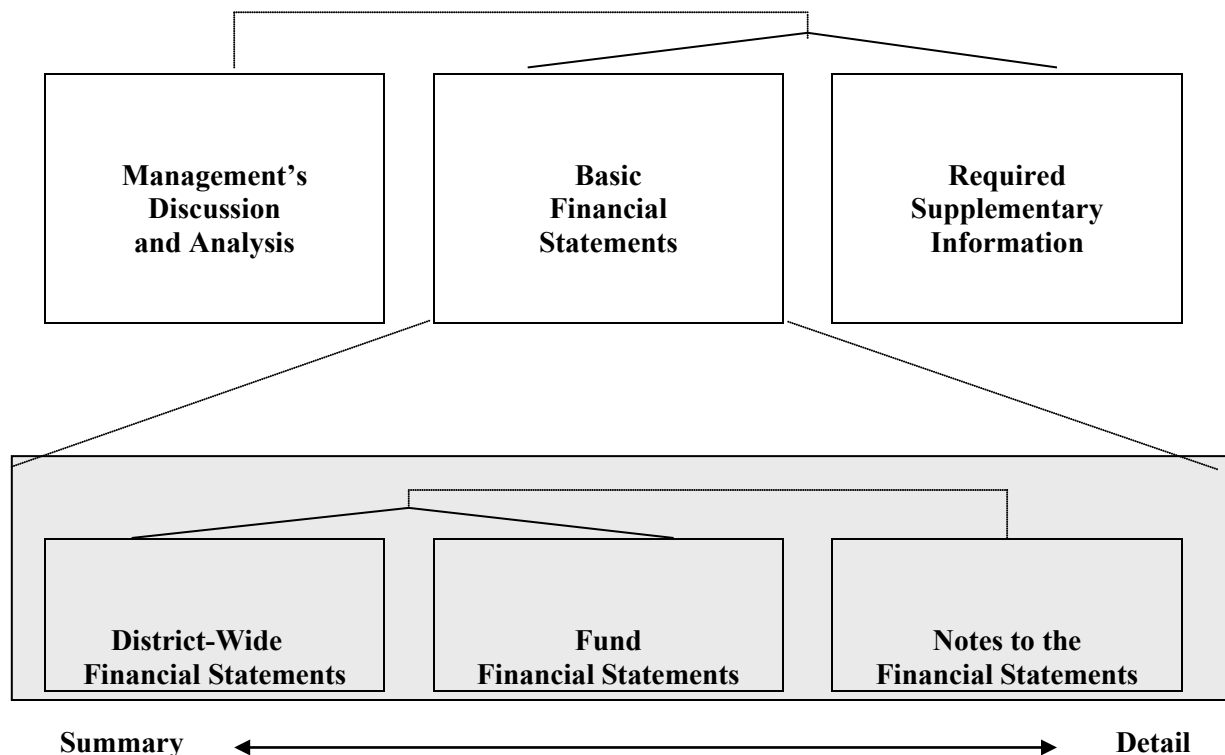 Management’s
Discussion
and Analysis
Basic
Financial
Statements
Required
Supplementary
Information
District-Wide
Financial Statements
Fund
Financial Statements
Notes to the
Financial Statements
Summary
Detail